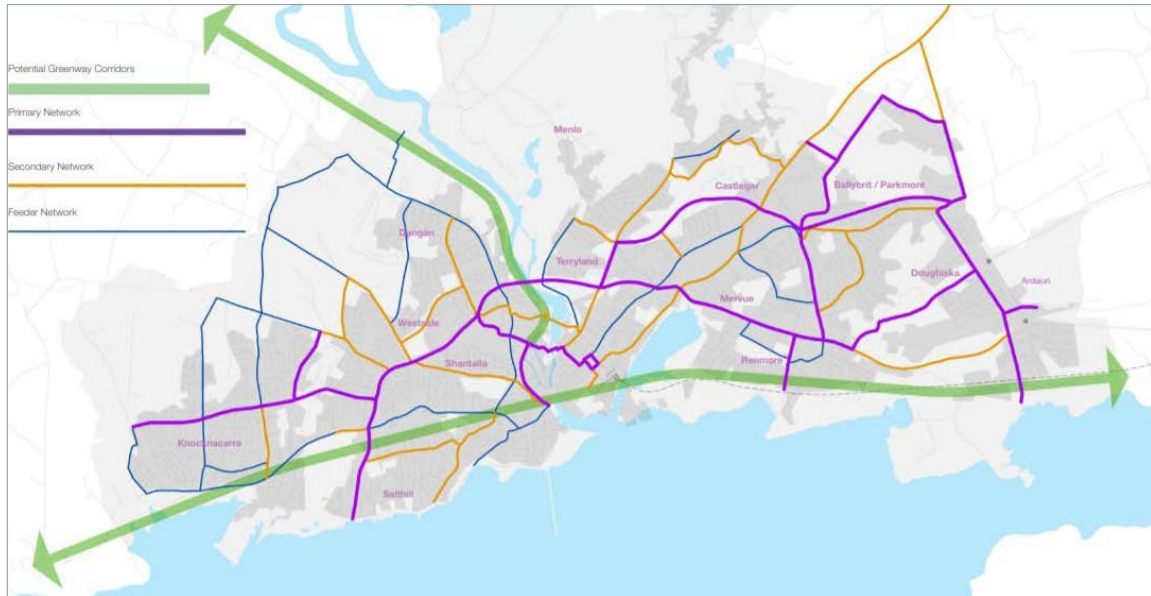 Potential Greenway Corridors
Primary Network
Secondary Network
Feeder Network
Menlo
Castlegar
Ballybrit / Parkmore
Dangan
Terryland
Doughiska
Ardaun
Mervue
Westside
Shantalla
Renmore
Knocknacarra
Salthill